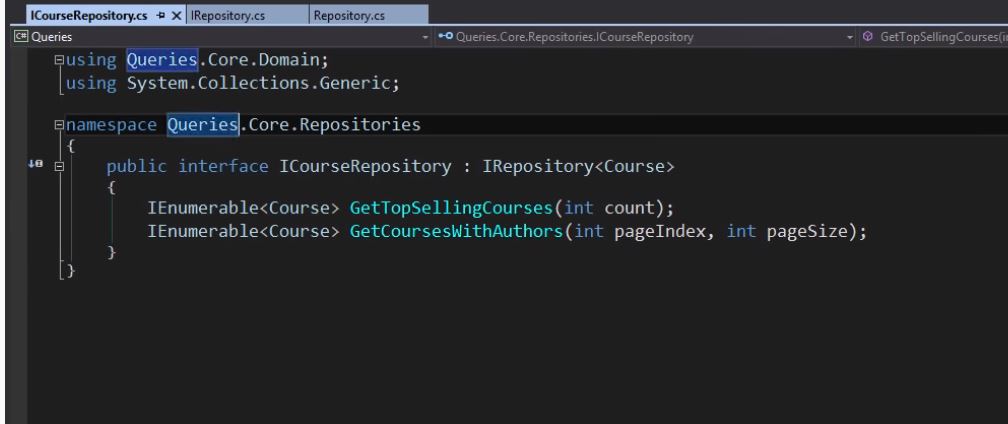 ICourseRepository.cs IRepository.cs Repository.cs
C# Queries Queries.Core.Repositories.ICourseRepository GetTopSellingCourses(in
using Queries.Core.Domain;
using System.Collections.Generic;
namespace Queries.Core.Repositories
{
public interface ICourseRepository : IRepository<Course>
{
IEnumerable<Course> GetTopSellingCourses(int count);
IEnumerable<Course> GetCoursesWithAuthors(int pageIndex, int pageSize);
}
}